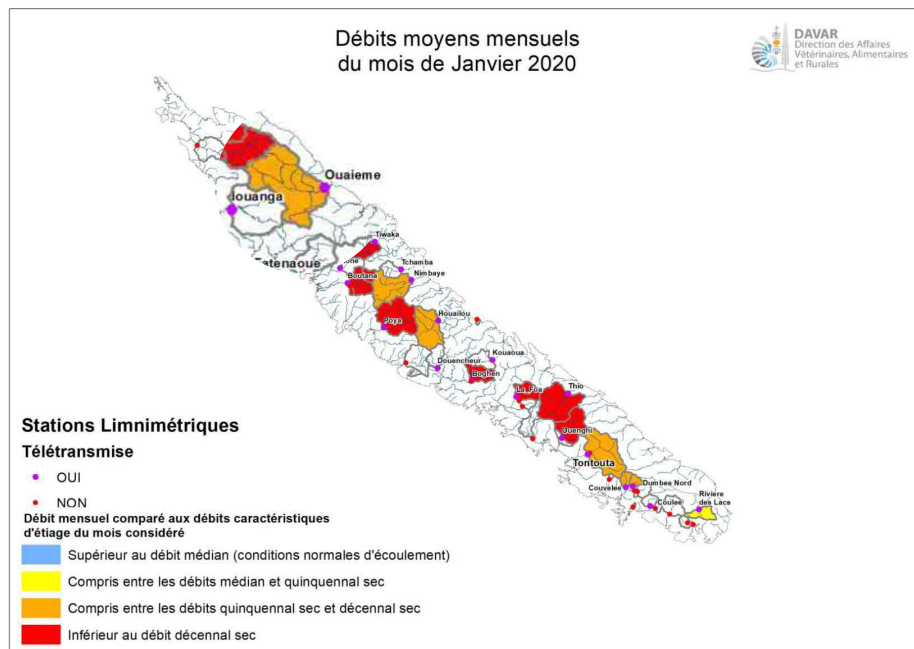 Débits moyens mensuels
du mois de Janvier 2020
DAVAR
Direction des Affaires
Vétérinaires, Alimentaires
et Rurales
Ouaieme
Tiwaka
Tchamba
Boutana
Nimbaye
Poya
Houailou
Kouaoua
Douencheur
Boghen
La Foa
Thio
Ouenghi
Tontouta
Couvelee
Dumbea Nord
Coulee
Riviere
des Lacs
Stations Limnimétriques
Télétransmise
OUI
NON
Débit mensuel comparé aux débits caractéristiques
d'étiage du mois considéré
Supérieur au débit médian (conditions normales d'écoulement)
Compris entre les débits médian et quinquennal sec
Compris entre les débits quinquennal sec et décennal sec
Inférieur au débit décennal sec